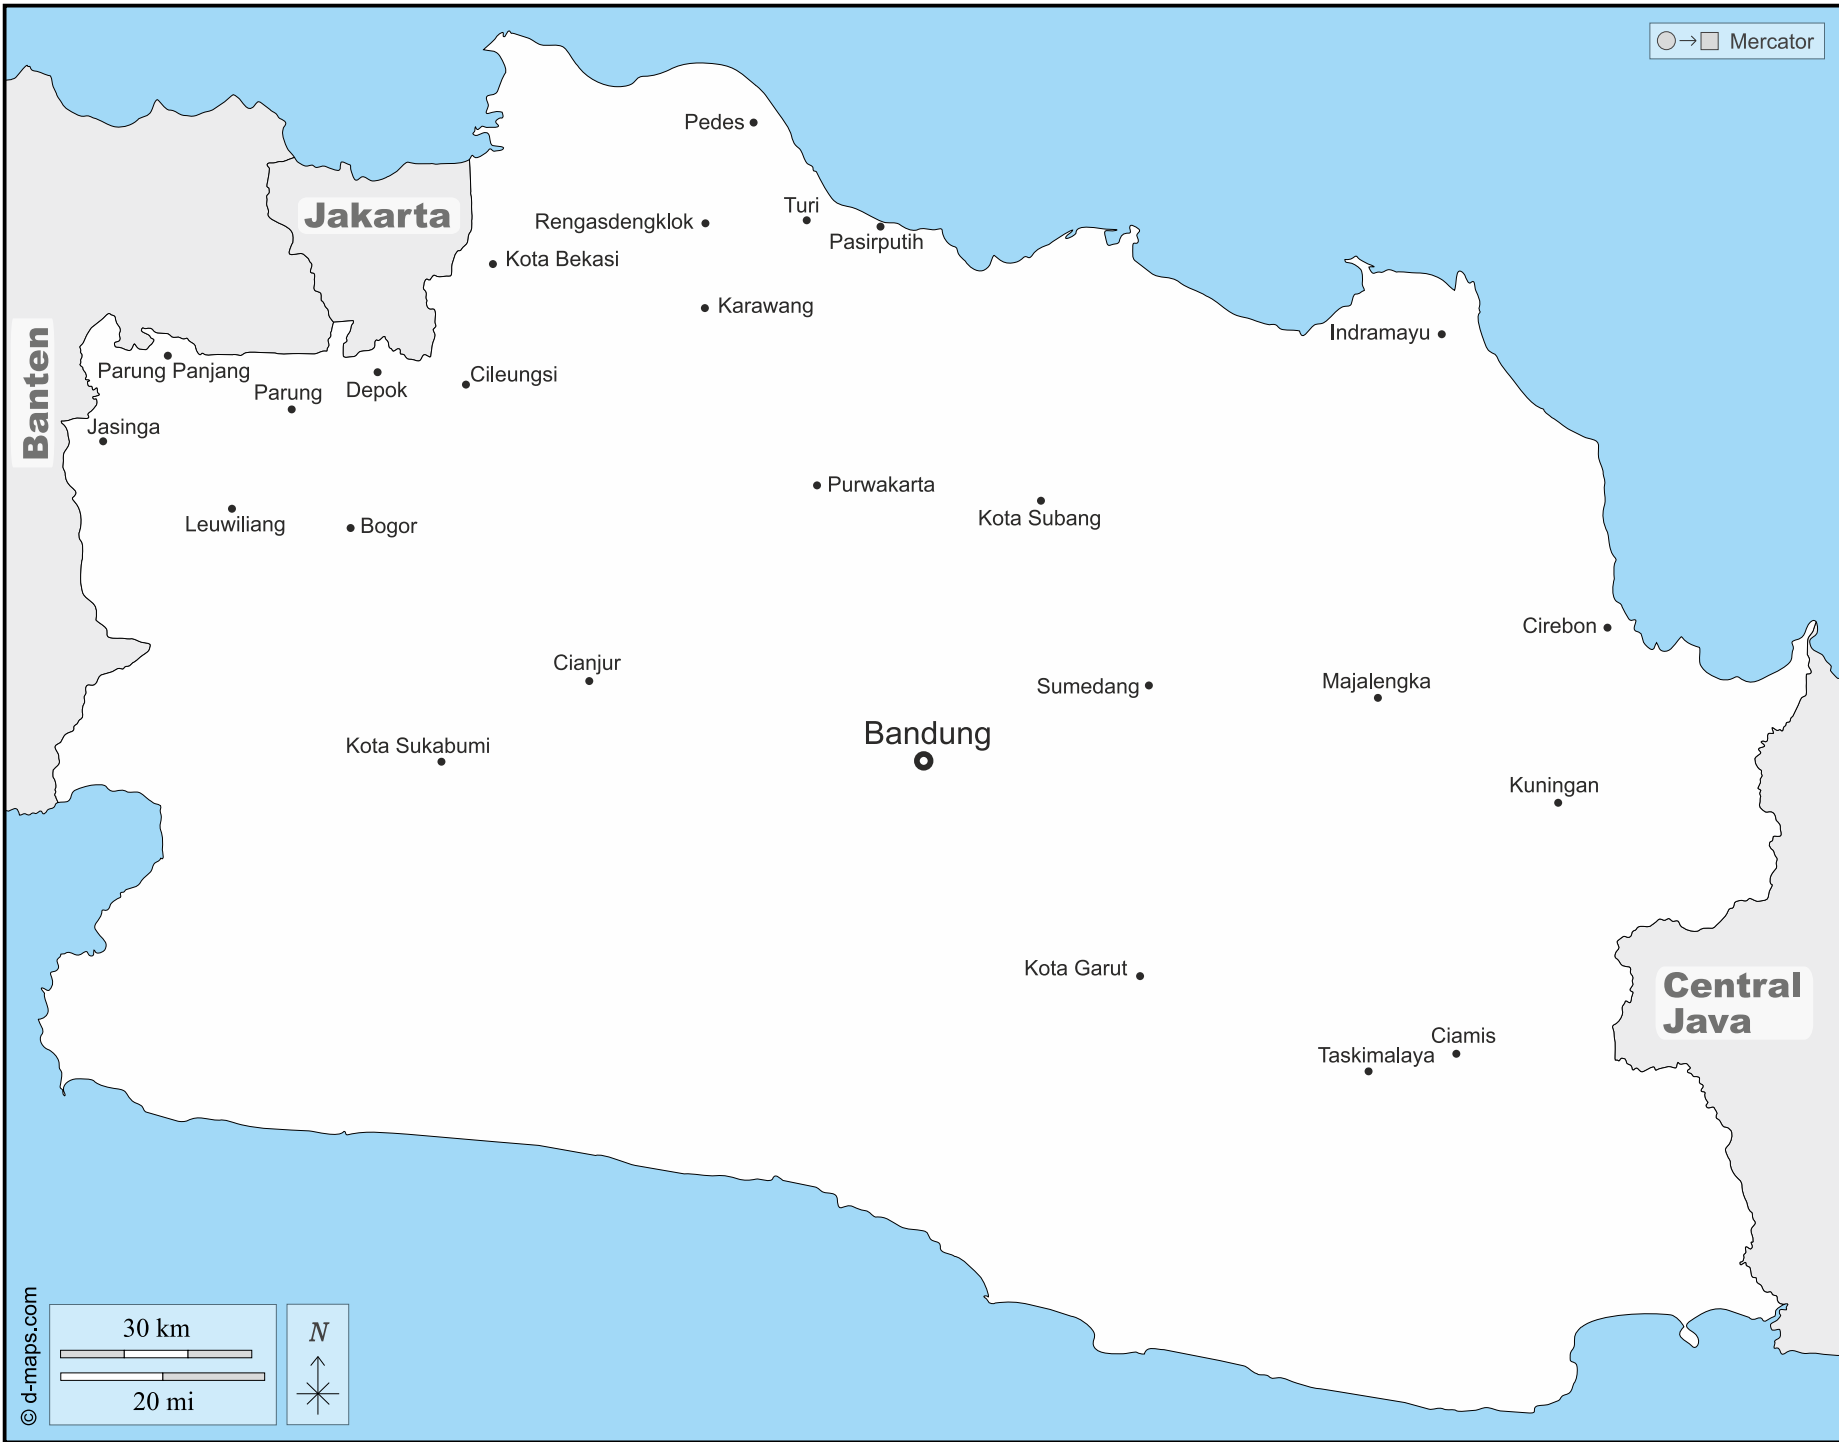 Mercator
Pedes
Jakarta
Turi
Rengasdengklok
Pasirputih
Kota Bekasi
Karawang
Indramayu
Banten
Parung Panjang
Parung
Depok
Cileungsi
Jasinga
Purwakarta
Leuwiliang
Bogor
Kota Subang
Cirebon
Cianjur
Sumedang
Majalengka
Bandung
Kota Sukabumi
Kuningan
Kota Garut
Central
Java
Ciamis
Taskimalaya
© d-maps.com
30 km
20 mi
N